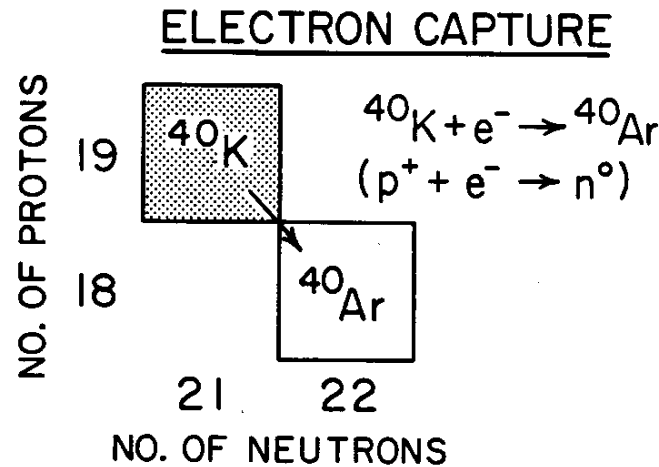 ELECTRON CAPTURE
NO. OF PROTONS
19
⁴⁰K
⁴⁰K + e⁻ → ⁴⁰Ar
(p⁺ + e⁻ → n°)
18
⁴⁰Ar
21 22
NO. OF NEUTRONS